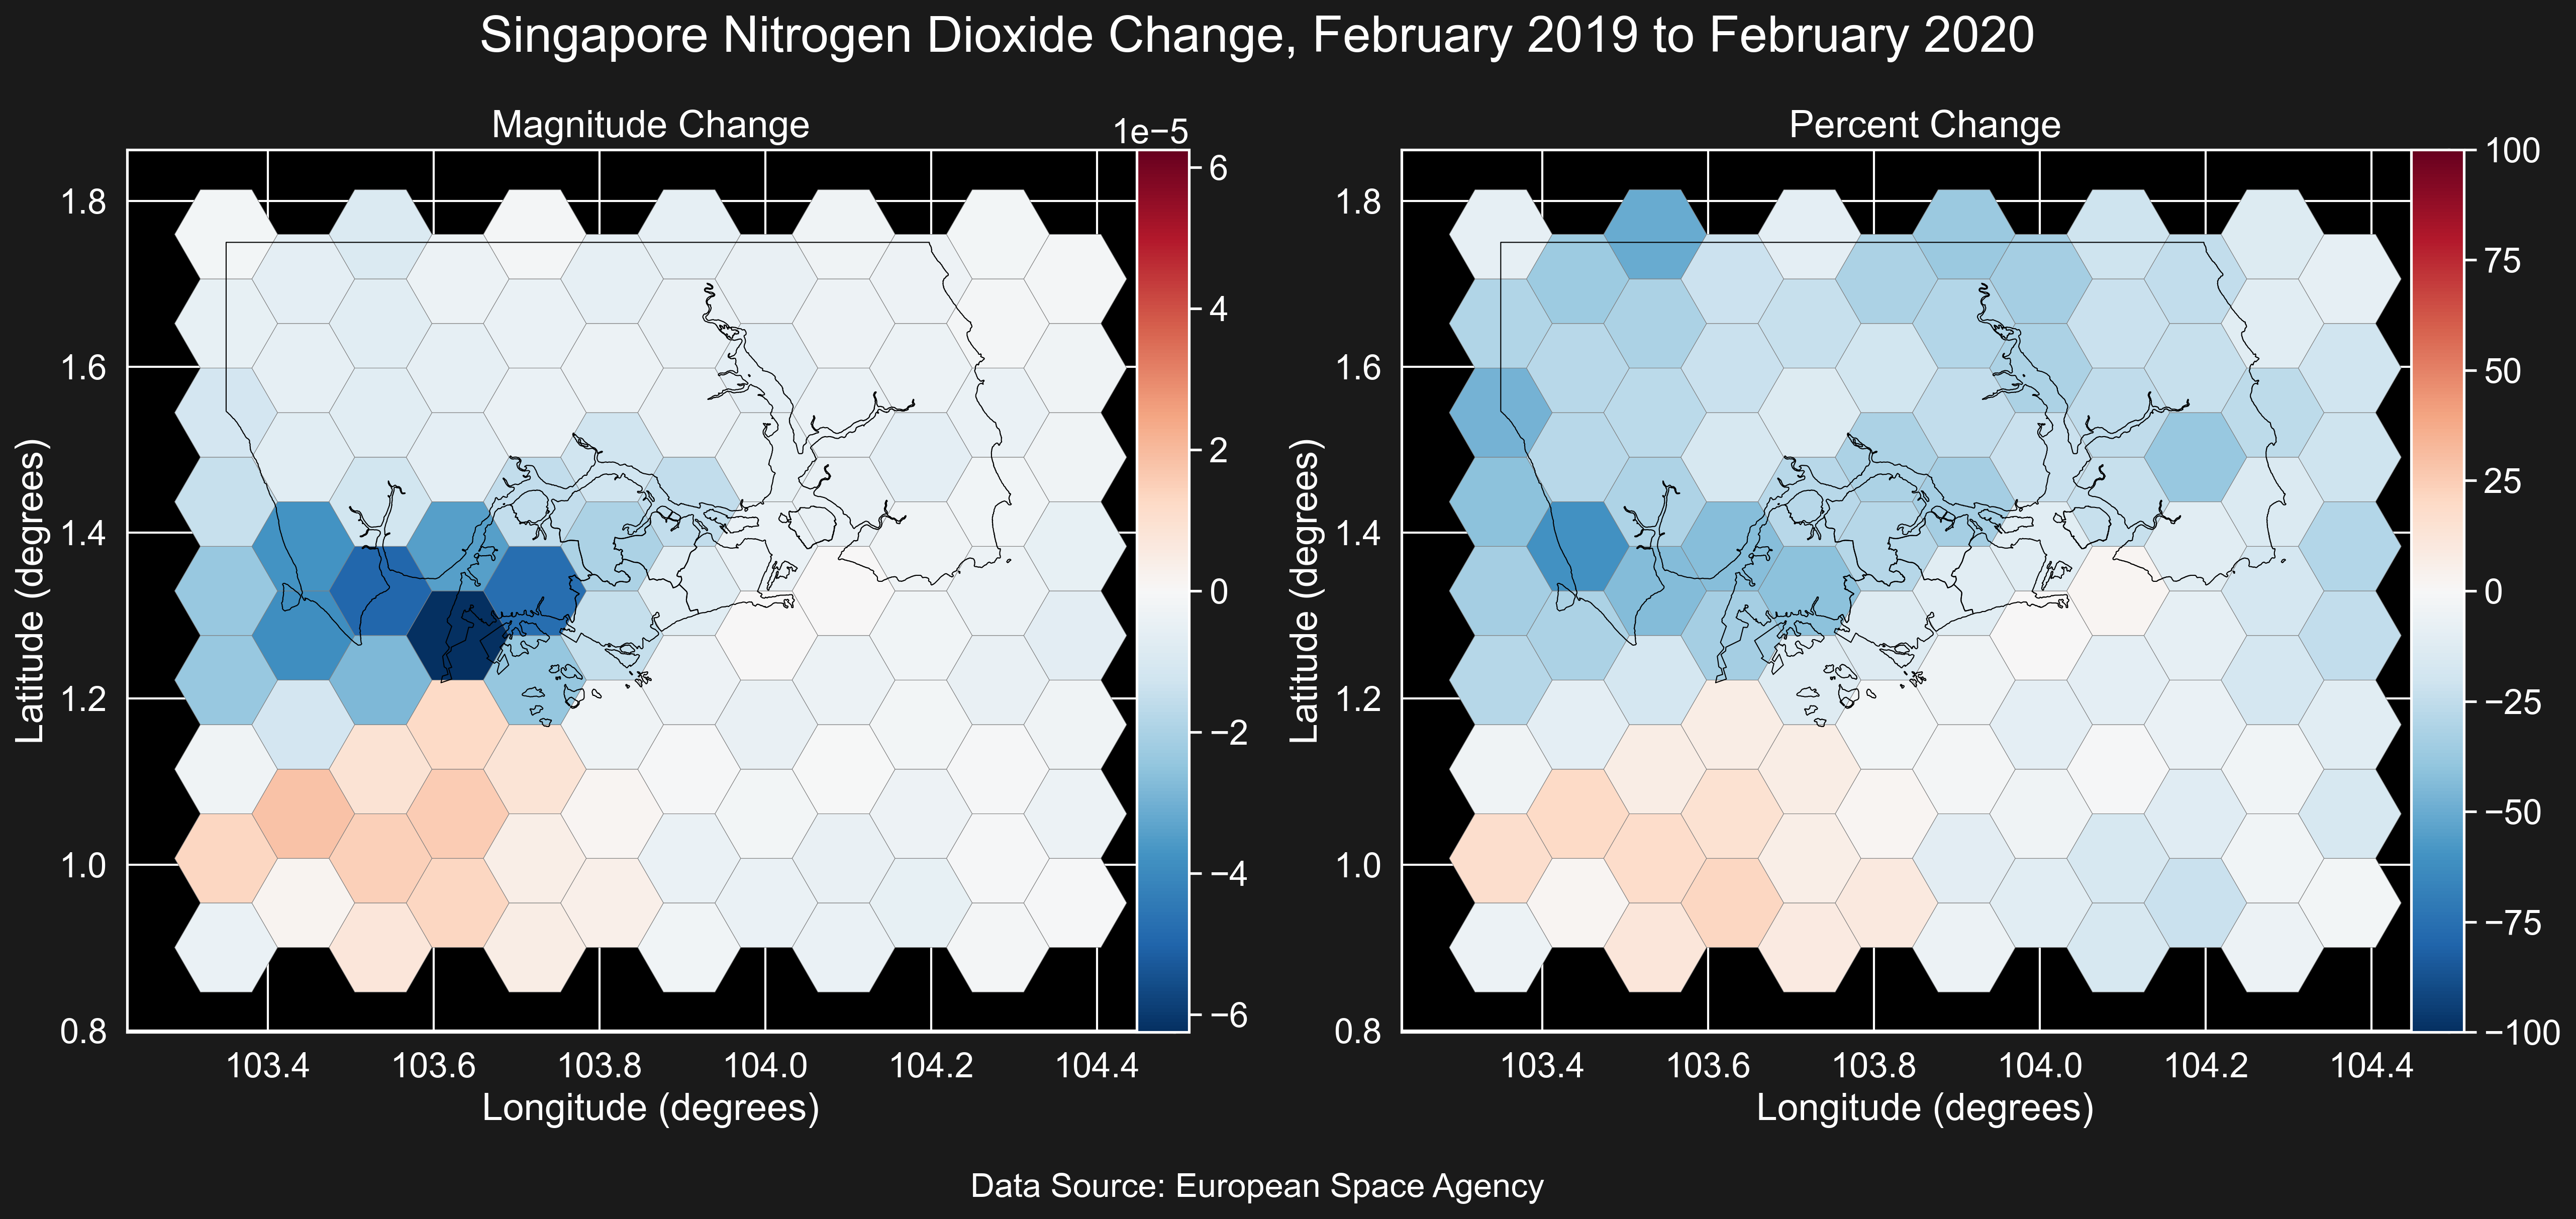 Singapore Nitrogen Dioxide Change, February 2019 to February 2020
Magnitude Change
1e−5
Latitude (degrees)
1.8
1.6
1.4
1.2
1.0
0.8
103.4 103.6 103.8 104.0 104.2 104.4
Longitude (degrees)
6
4
2
0
−2
−4
−6
Percent Change
Latitude (degrees)
1.8
1.6
1.4
1.2
1.0
0.8
103.4 103.6 103.8 104.0 104.2 104.4
Longitude (degrees)
100
75
50
25
0
−25
−50
−75
−100
Data Source: European Space Agency